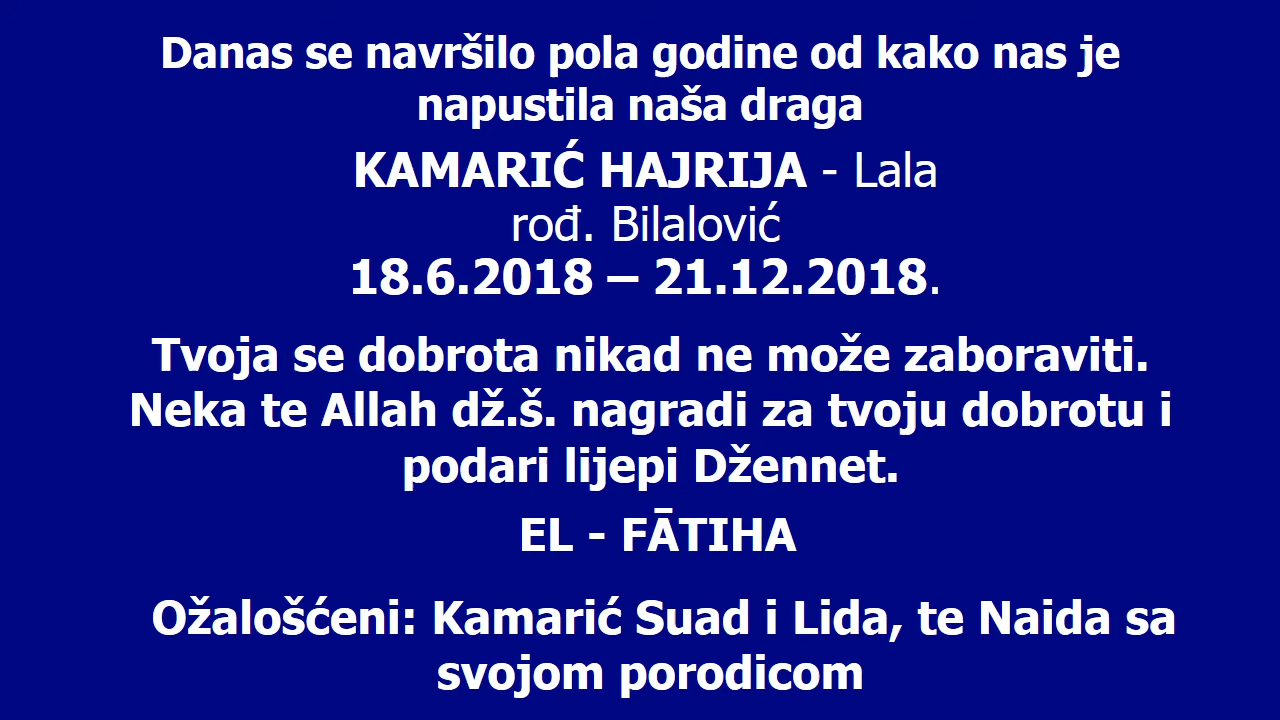 Danas se navršilo pola godine od kako nas je
napustila naša draga
KAMARIĆ HAJRIJA - Lala
rođ. Bilalović
18.6.2018 – 21.12.2018.
Tvoja se dobrota nikad ne može zaboraviti.
Neka te Allah dž.š. nagradi za tvoju dobrotu i
podari lijepi Džennet.
EL - FĀTIHA
Ožalošćeni: Kamarić Suad i Lida, te Naida sa
svojom porodicom